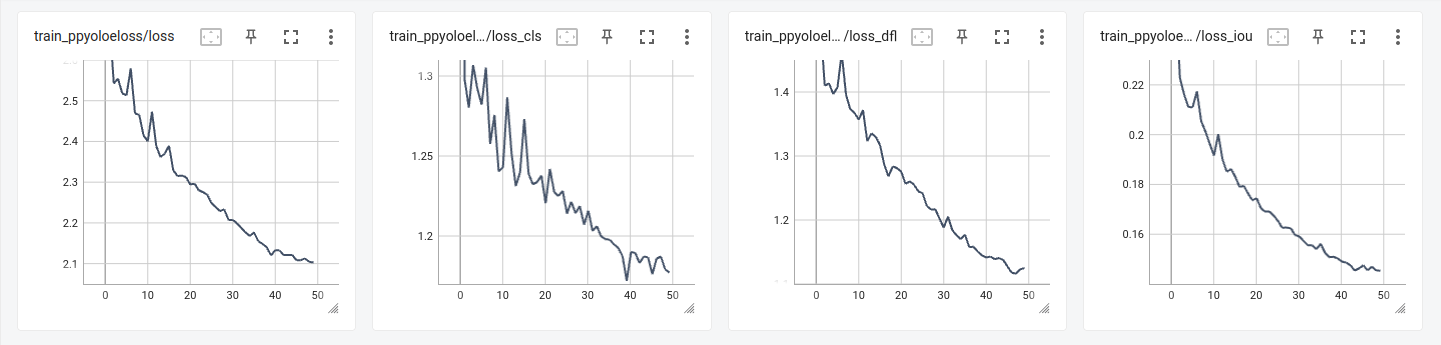 train_ppyoloeloss/loss
2.5
2.4
2.3
2.2
2.1
0 10 20 30 40 50
train_ppyoloel.../loss_cls
1.3
1.25
1.2
0 10 20 30 40 50
train_ppyoloel... /loss_dfl
1.4
1.3
1.2
0 10 20 30 40 50
train_ppyoloe... /loss_iou
0.22
0.2
0.18
0.16
0 10 20 30 40 50